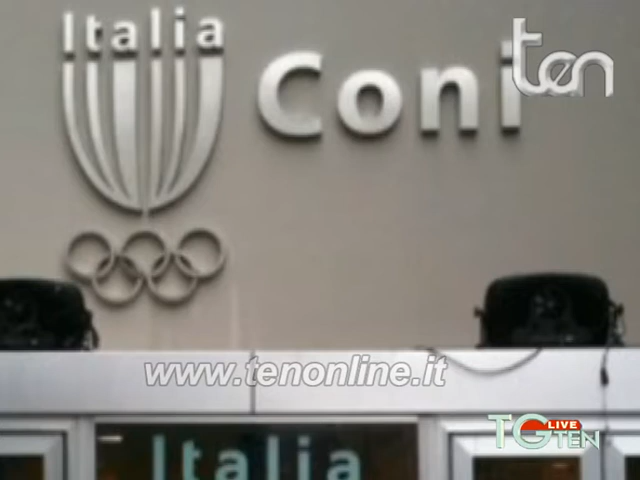 Italia
Coni
ten
www.tenonline.it
TG LIVE TEN
Italia